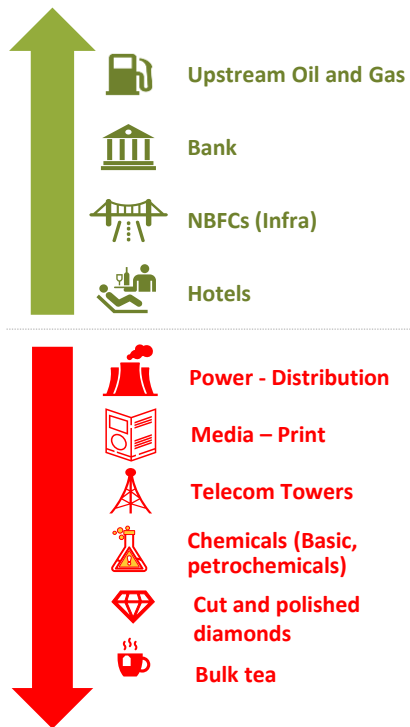 Upstream Oil and Gas
Bank
NBFCs (Infra)
Hotels
Power - Distribution
Media – Print
Telecom Towers
Chemicals (Basic,
petrochemicals)
Cut and polished
diamonds
Bulk tea